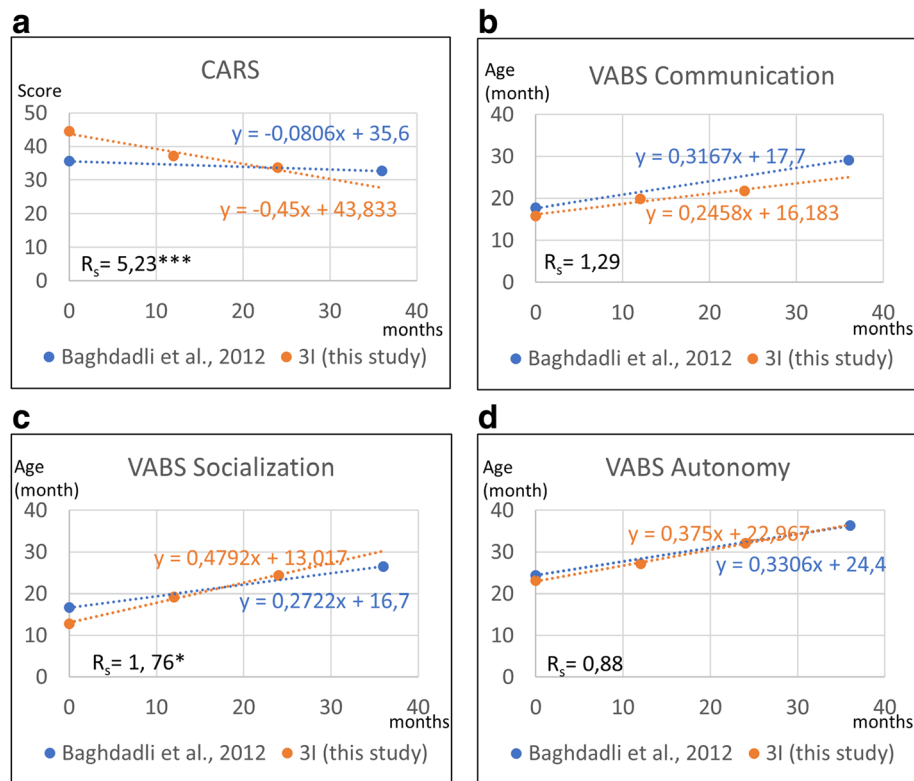 a
CARS
Score
50
40
30
20
10
0
y = -0,0806x + 35,6
y = -0,45x + 43,833
Rs= 5,23***
0 10 20 30 40
months
Baghdadli et al., 2012 3I (this study)
b
Age
(month)
VABS Communication
40
30
20
10
0
y = 0,3167x + 17,7
y = 0,2458x + 16,183
Rs= 1,29
0 10 20 30 40
months
Baghdadli et al., 2012 3I (this study)
c
Age
(month)
VABS Socialization
40
30
20
10
0
y = 0,4792x + 13,017
y = 0,2722x + 16,7
Rs= 1, 76*
0 10 20 30 40
months
Baghdadli et al., 2012 3I (this study)
d
Age
(month)
VABS Autonomy
40
30
20
10
0
y = 0,375x + 22,967
y = 0,3306x + 24,4
Rs= 0,88
0 10 20 30 40
months
Baghdadli et al., 2012 3I (this study)